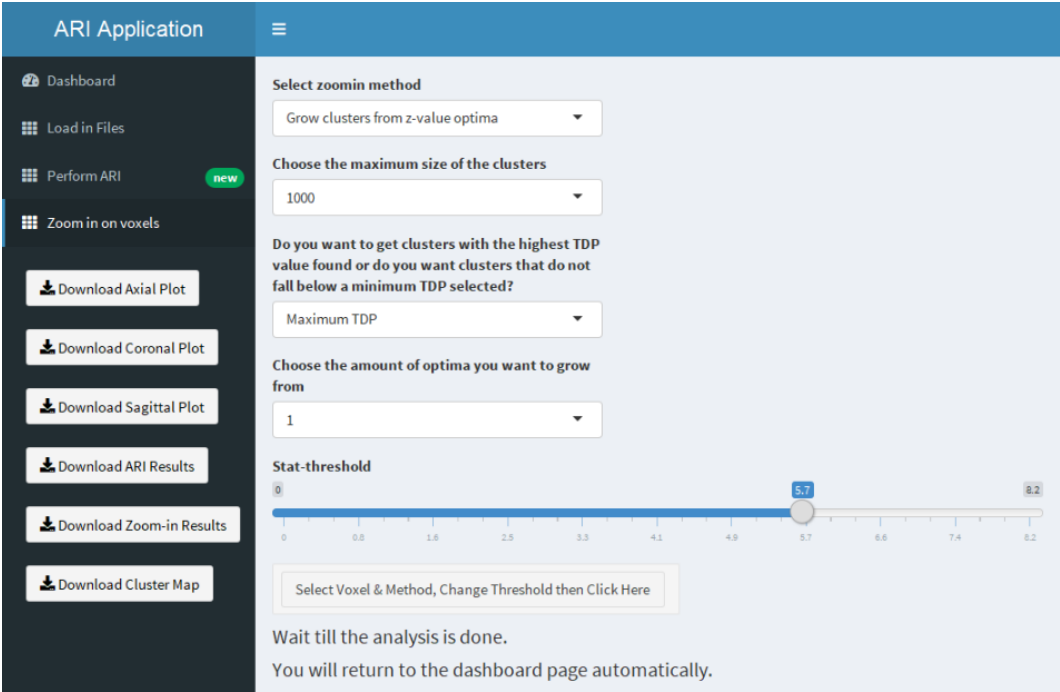 ARI Application
Dashboard
Load in Files
Perform ARI
new
Zoom in on voxels
Download Axial Plot
Download Coronal Plot
Download Sagittal Plot
Download ARI Results
Download Zoom-in Results
Download Cluster Map
Select zoomin method
Grow clusters from z-value optima
Choose the maximum size of the clusters
1000
Do you want to get clusters with the highest TDP
value found or do you want clusters that do not
fall below a minimum TDP selected?
Maximum TDP
Choose the amount of optima you want to grow
from
1
Stat-threshold
0 5.7 8.2
0 0.8 1.6 2.5 3.3 4.1 4.9 5.7 6.6 7.4 8.2
Select Voxel & Method, Change Threshold then Click Here
Wait till the analysis is done.
You will return to the dashboard page automatically.